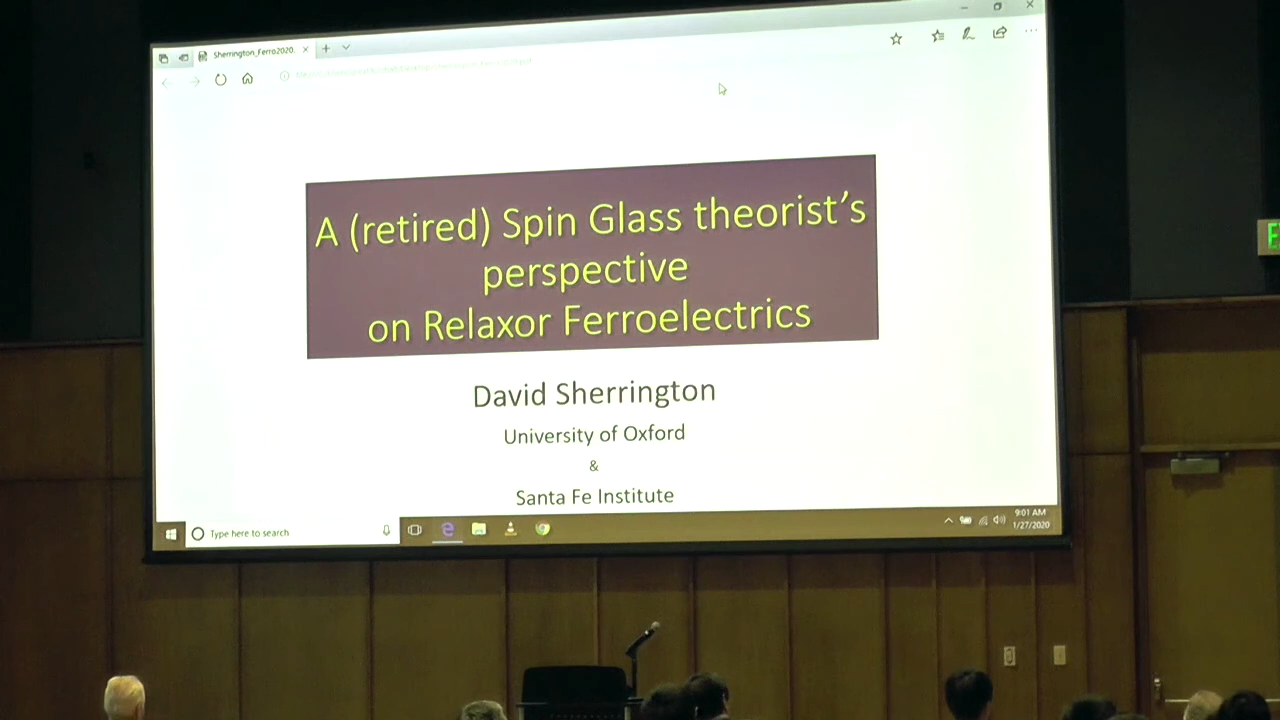 Sherrington_Ferro2020.
A (retired) Spin Glass theorist's
perspective
on Relaxor Ferroelectrics
David Sherrington
University of Oxford
&
Santa Fe Institute
Type here to search
9:01 AM
1/27/2020